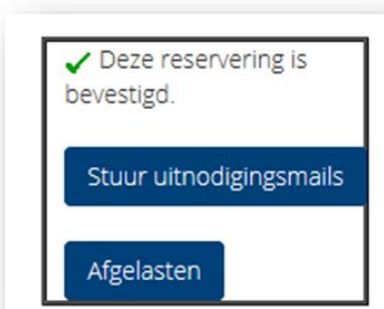 ✓ Deze reservering is
bevestigd.
Stuur uitnodigingsmails
Afgelasten